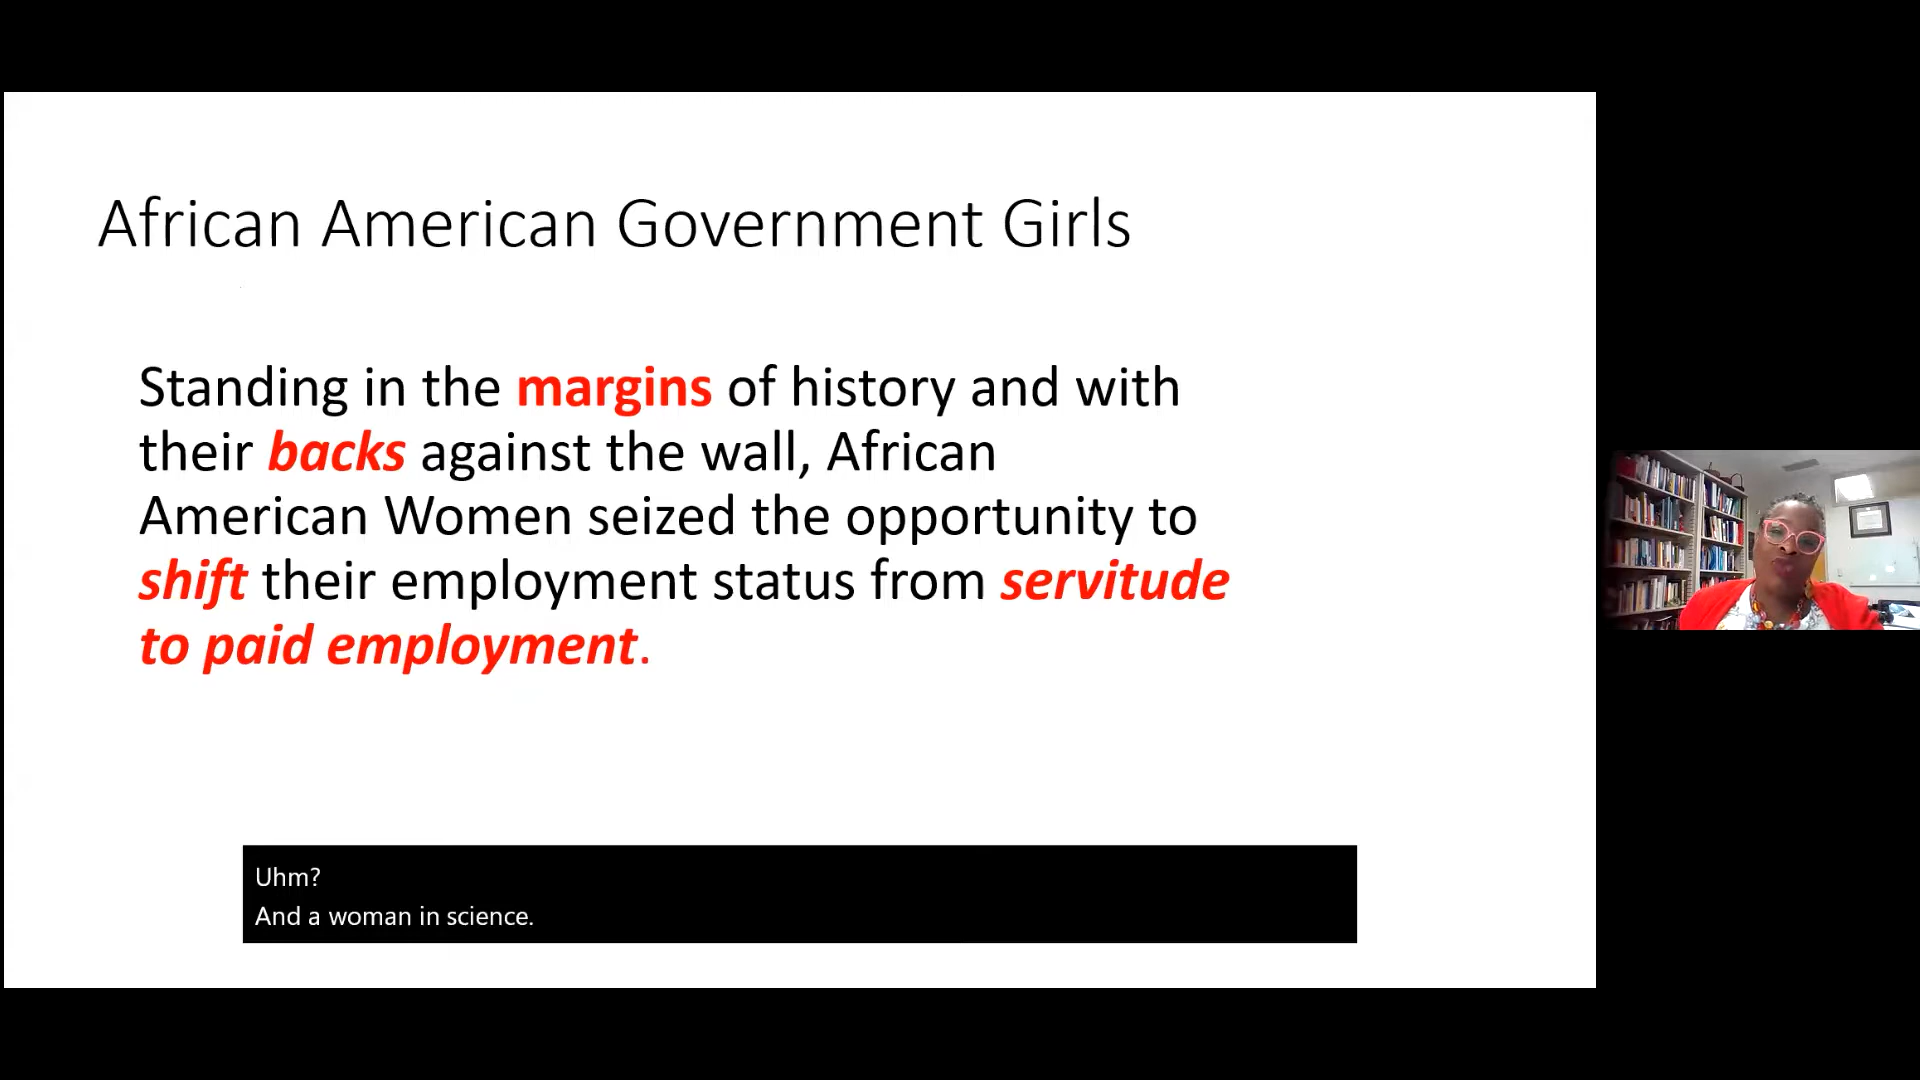 African American Government Girls
Standing in the margins of history and with
their backs against the wall, African
American Women seized the opportunity to
shift their employment status from servitude
to paid employment.
Uhm?
And a woman in science.